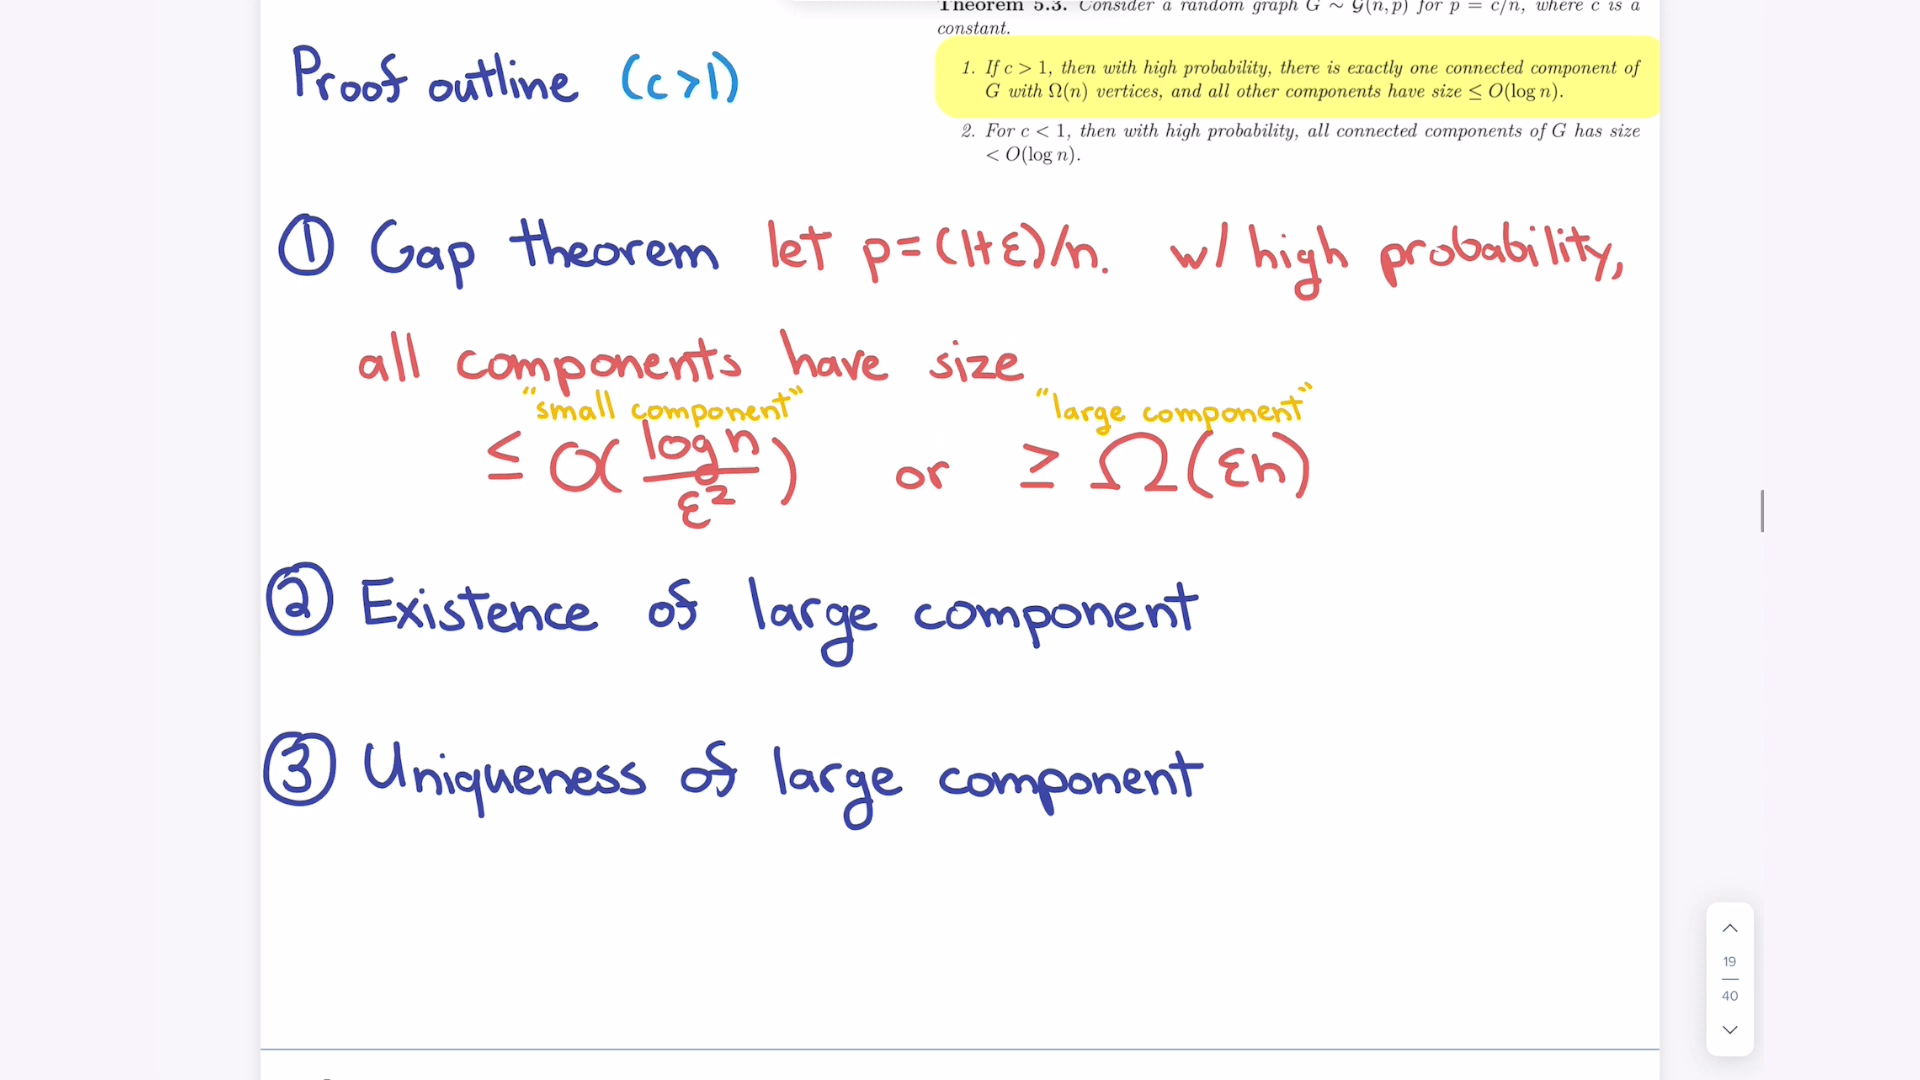 Theorem 5.3. Consider a random graph G ∼ 𝒢(n, p) for p = c/n, where c is a
constant.
1. If c > 1, then with high probability, there is exactly one connected component of
G with Ω(n) vertices, and all other components have size ≤ O(log n).
2. For c < 1, then with high probability, all connected components of G has size
< O(log n).
Proof outline (c>1)
① Gap theorem let p=(1+ε)/n. w/ high probability,
all components have size
"small component" "large component"
≤ O(log n / ε²) or ≥ Ω(εn)
② Existence of large component
③ Uniqueness of large component
19
40